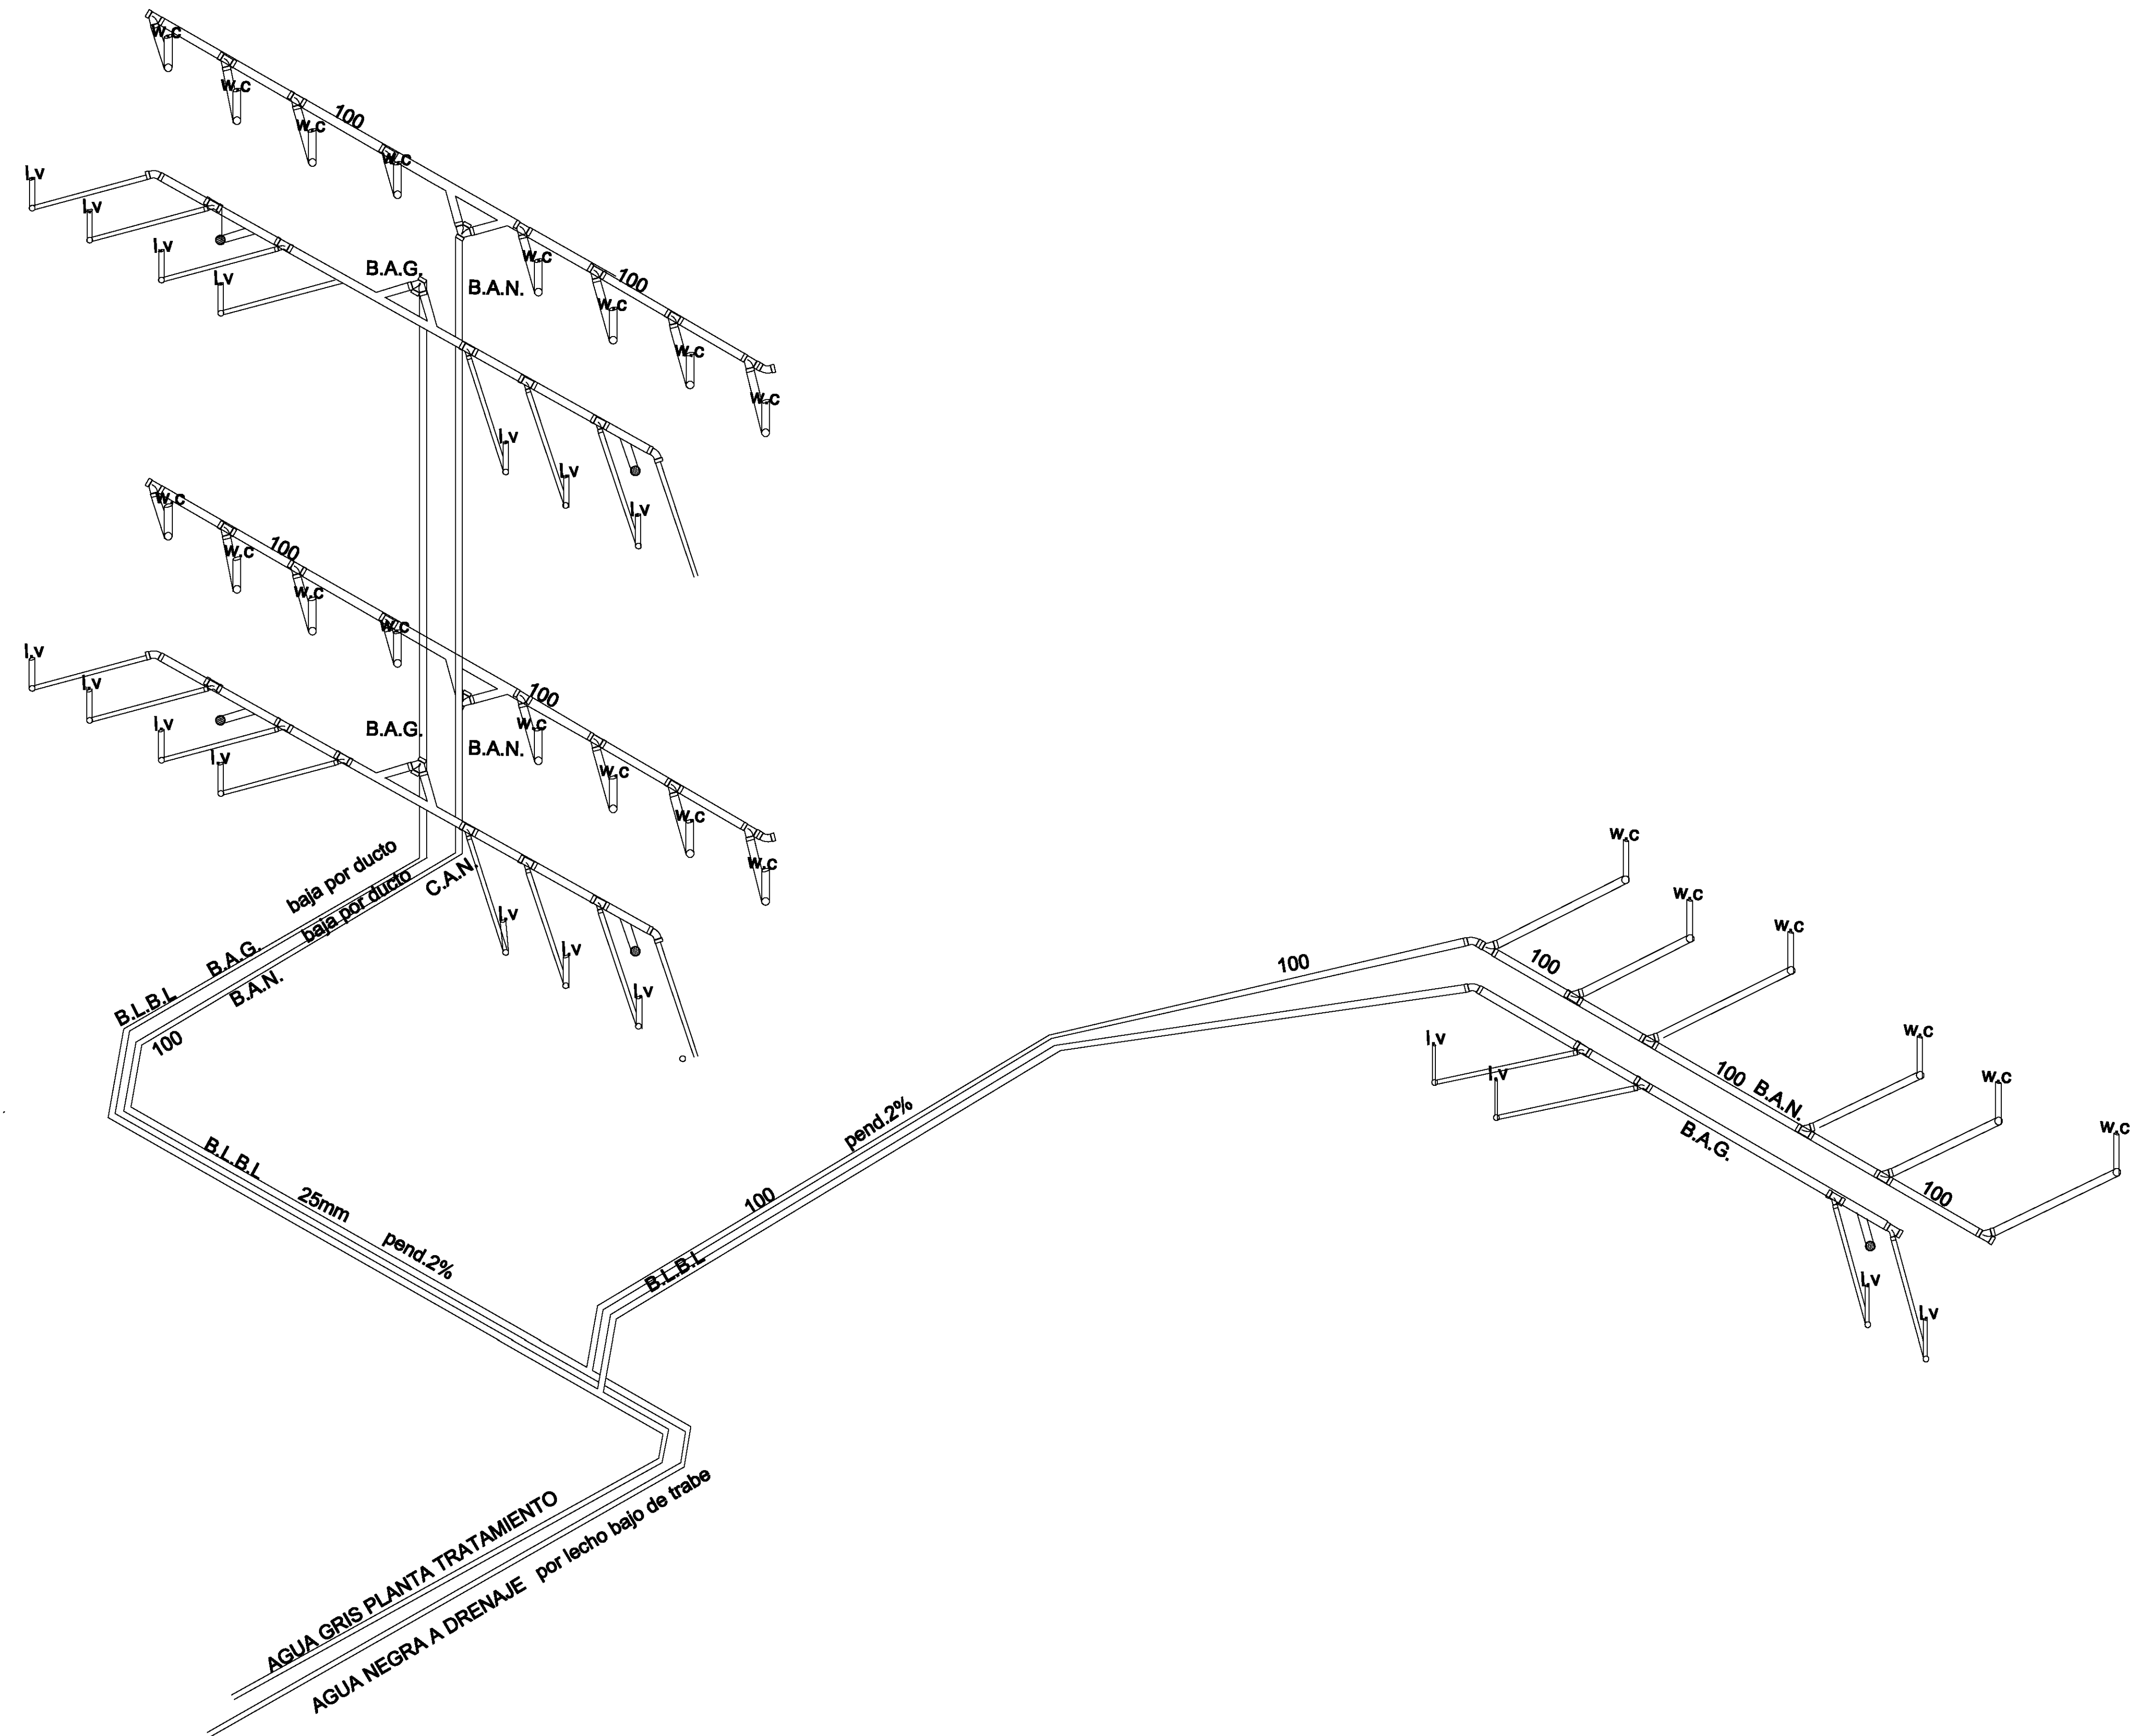 w.c
w.c
100
w.c
w.c
l.v
l.v
l.v
l.v
B.A.G.
B.A.N.
w.c
100
w.c
w.c
w.c
l.v
l.v
l.v
w.c
100
w.c
w.c
w.c
l.v
l.v
l.v
l.v
B.A.G.
B.A.N.
100
w.c
w.c
w.c
w.c
baja por ducto
baja por ducto
C.A.N.
l.v
l.v
l.v
B.A.G.
B.A.N.
B.L.B.L
100
B.L.B.L
25mm
pend.2%
B.L.B.L
100
pend.2%
100
w.c
w.c
w.c
100
w.c
w.c
w.c
l.v
l.v
100 B.A.N.
B.A.G.
100
l.v
l.v
AGUA GRIS PLANTA TRATAMIENTO
AGUA NEGRA A DRENAJE por lecho bajo de trabe